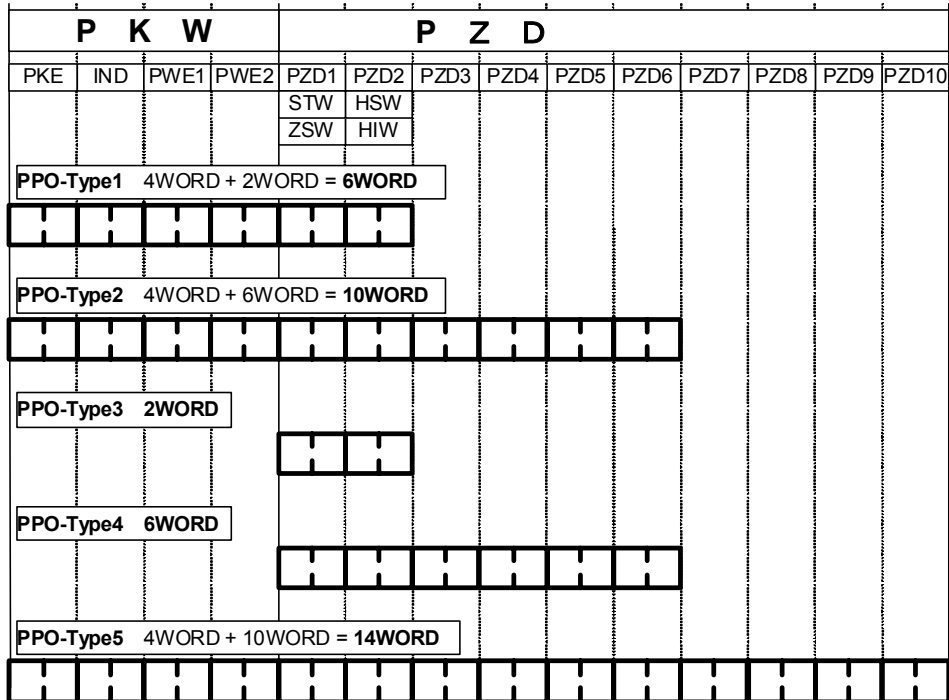 P K W P Z D
PKE IND PWE1 PWE2 PZD1 PZD2 PZD3 PZD4 PZD5 PZD6 PZD7 PZD8 PZD9 PZD10
STW HSW
ZSW HIW
PPO-Type1 4WORD + 2WORD = 6WORD
PPO-Type2 4WORD + 6WORD = 10WORD
PPO-Type3 2WORD
PPO-Type4 6WORD
PPO-Type5 4WORD + 10WORD = 14WORD